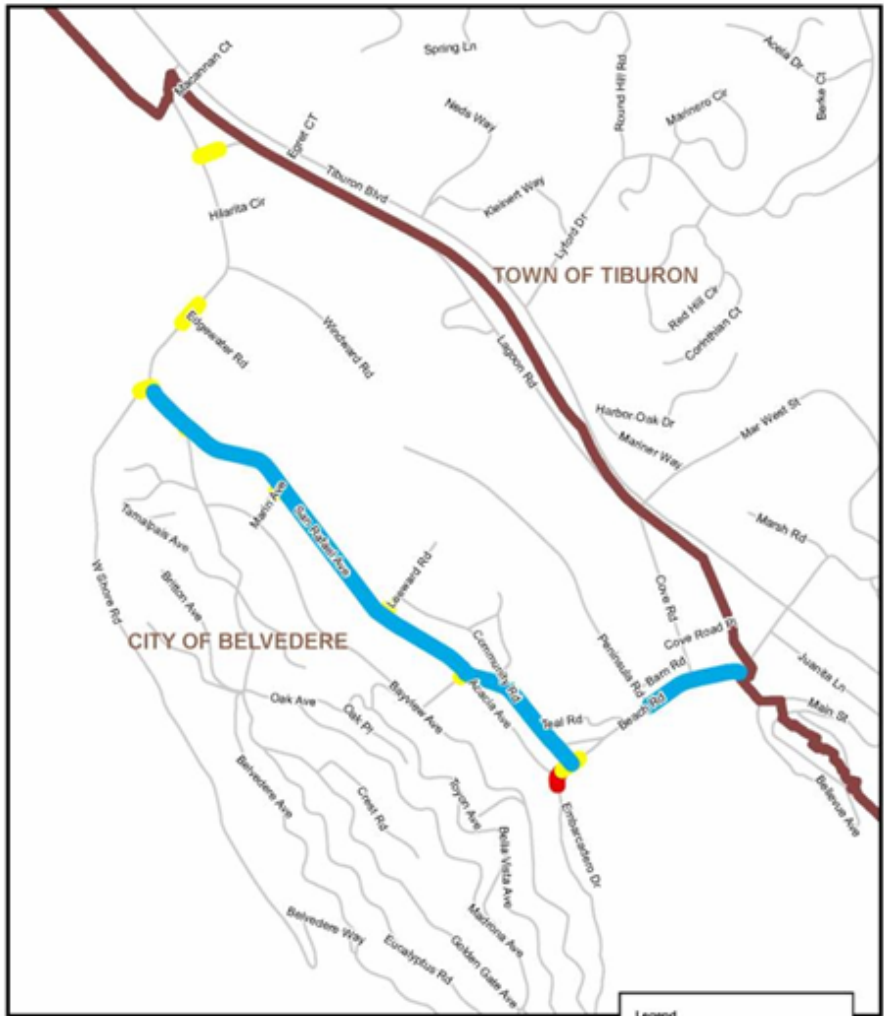 Spring Ln
Acela Dr
Macannan Ct
Round Hill Rd
Berke Ct
Neds Way
Marinero Cir
Egret CT
Tiburon Blvd
Kleinert Way
Hilarita Cir
Lyford Dr
TOWN OF TIBURON
Red Hill Cir
Corinthian Ct
Edgewater Rd
Windward Rd
Lagoon Rd
Harbor Oak Dr
Mar West St
Mariner Way
Marin Ave
Tamalpais Ave
San Rafael Ave
Marsh Rd
W Shore Rd
Britton Ave
Leeward Rd
Cove Rd
CITY OF BELVEDERE
Community Rd
Peninsula Rd
Cove Road Pl
Barn Rd
Juanita Ln
Oak Ave
Bayview Ave
Acacia Ave
Oak Pl
Teal Rd
Beach Rd
Main St
Belvedere Ave
Crest Rd
Toyon Ave
Bella Vista Ave
Embarcadero Dr
Bellevue Ave
Belvedere Way
Eucalyptus Rd
Madrona Ave
Golden Gate Ave
Legend